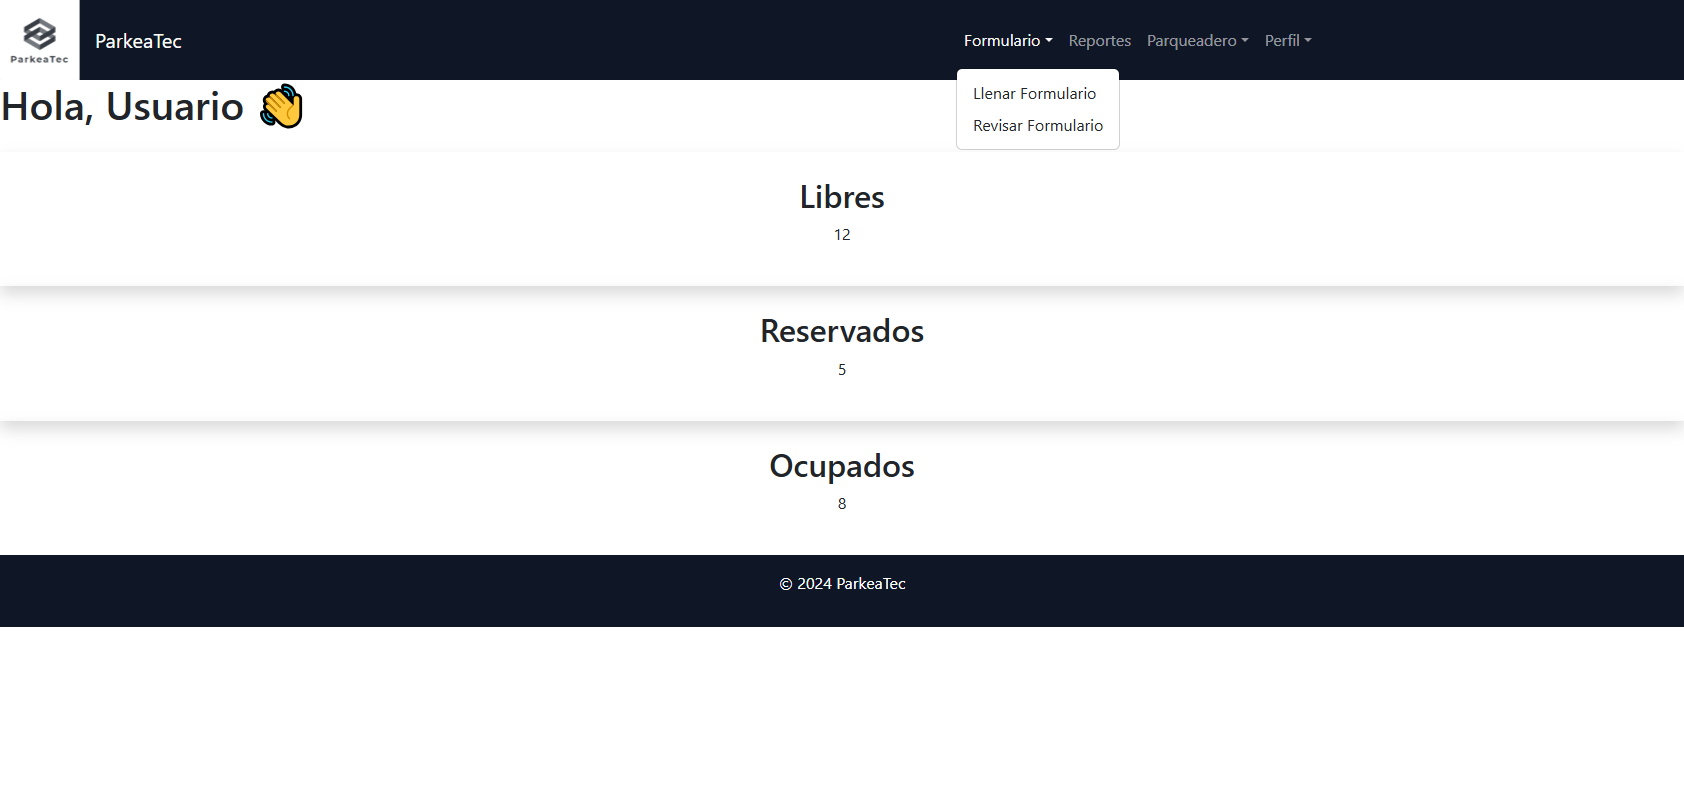 ParkeaTec
ParkeaTec
Formulario Reportes Parqueadero Perfil
Llenar Formulario
Revisar Formulario
Hola, Usuario 👋
Libres
12
Reservados
5
Ocupados
8
© 2024 ParkeaTec